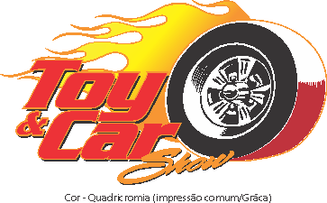 Toy
& Car
Show
Cor - Quadricromia (impressão comum/Gráca)